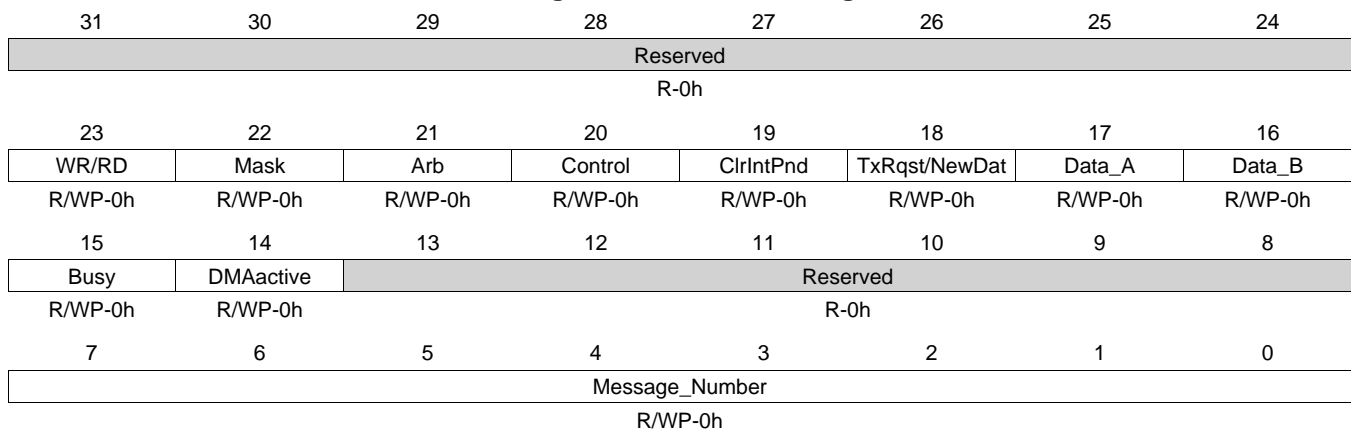 31 30 29 28 27 26 25 24
Reserved
R-0h
23 22 21 20 19 18 17 16
WR/RD Mask Arb Control ClrIntPnd TxRqst/NewDat Data_A Data_B
R/WP-0h R/WP-0h R/WP-0h R/WP-0h R/WP-0h R/WP-0h R/WP-0h R/WP-0h
15 14 13 12 11 10 9 8
Busy DMAactive Reserved
R/WP-0h R/WP-0h R-0h
7 6 5 4 3 2 1 0
Message_Number
R/WP-0h